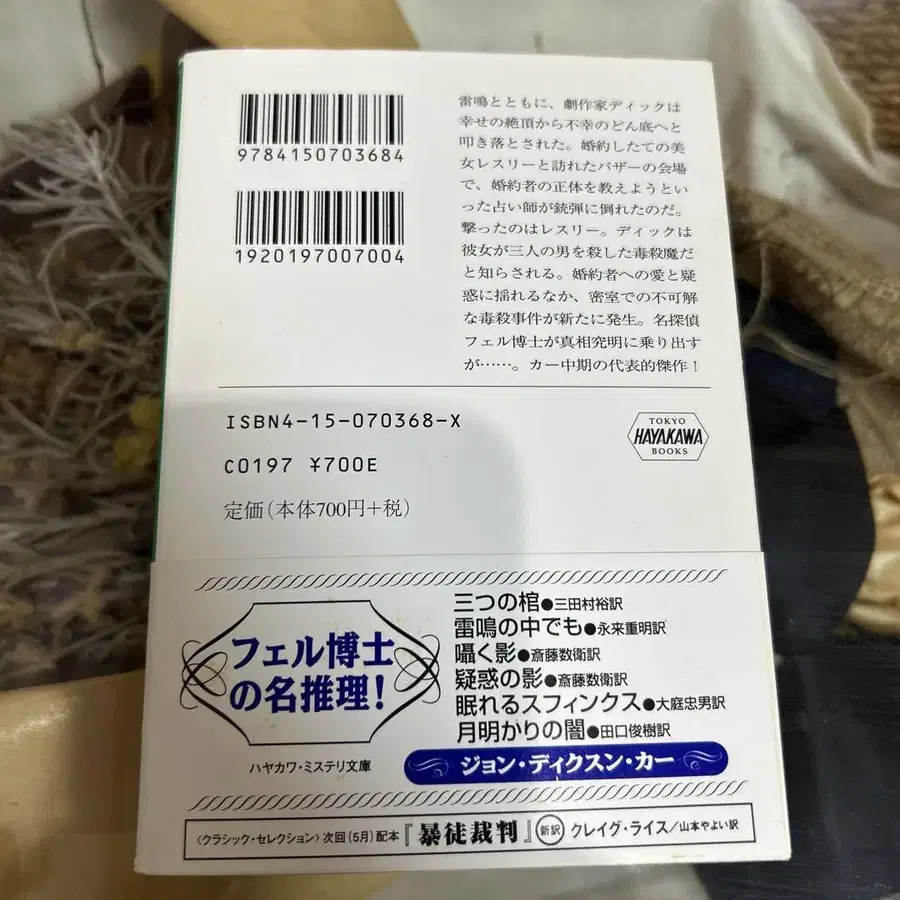 9784150703684
1920197007004
雷鳴とともに、劇作家ディックは
幸せの絶頂から不幸のどん底へと
叩き落とされた。婚約したての美
女レスリーと訪れたバザーの会場
で、婚約者の正体を教えようとい
った占い師が銃弾に倒れたのだ。
撃ったのはレスリー。ディックは
彼女が三人の男を殺した毒殺魔だ
と知らされる。婚約者への愛と疑
惑に揺れるなか、密室での不可解
な毒殺事件が新たに発生。名探偵
フェル博士が真相究明に乗り出す
が……。カー中期の代表的傑作！
ISBN4-15-070368-X
C0197 ¥700E
定価(本体700円+税)
TOKYO
HAYAKAWA
BOOKS
フェル博士
の名推理！
ハヤカワ・ミステリ文庫
三つの棺●三田村裕訳
雷鳴の中でも●永来重明訳
囁く影●斎藤数衛訳
疑惑の影●斎藤数衛訳
眠れるスフィンクス●大庭忠男訳
月明かりの闇●田口俊樹訳
ジョン・ディクスン・カー
〈クラシック・セレクション〉次回(5月)配本『暴徒裁判』新訳 クレイグ・ライス/山本やよい訳